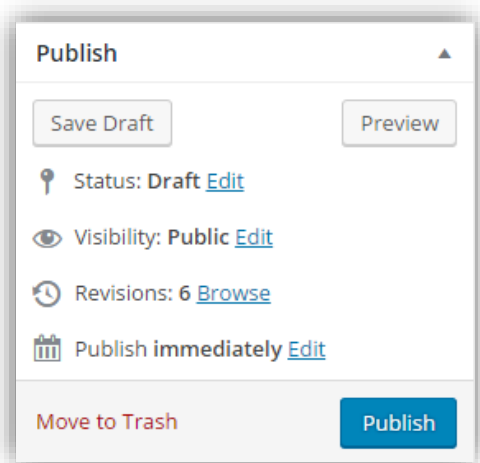 Publish
Save Draft Preview
Status: Draft Edit
Visibility: Public Edit
Revisions: 6 Browse
Publish immediately Edit
Move to Trash Publish